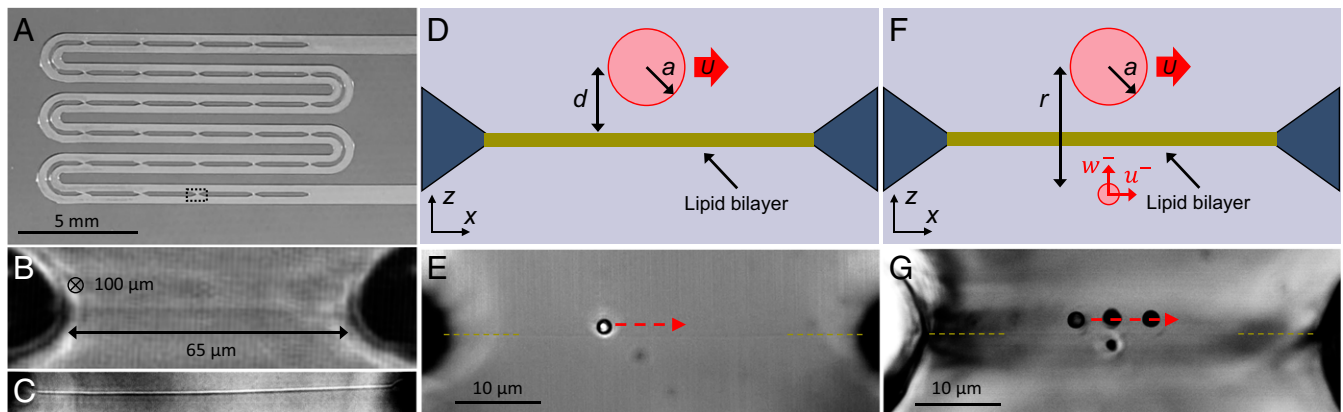 A
5 mm
B
⊗ 100 µm
65 µm
C
D
a
U
d
Lipid bilayer
z
x
E
10 µm
F
a
U
r
w⁻
u⁻
Lipid bilayer
z
x
G
10 µm